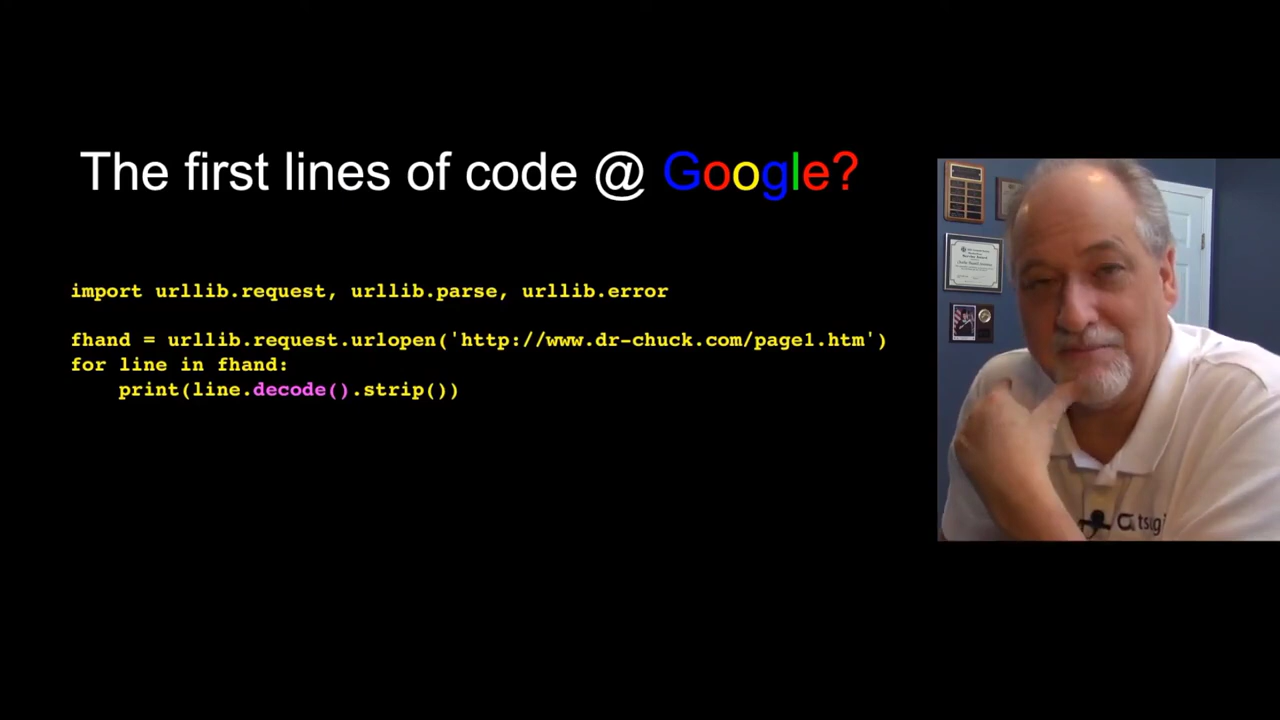 The first lines of code @ Google?
import urllib.request, urllib.parse, urllib.error
fhand = urllib.request.urlopen('http://www.dr-chuck.com/page1.htm')
for line in fhand:
    print(line.decode().strip())
tsugi